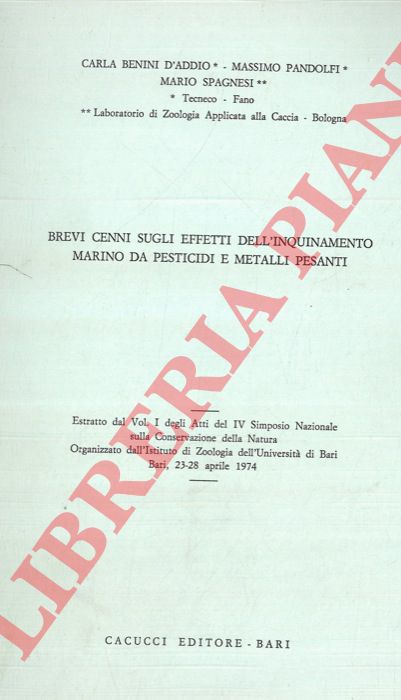 CARLA BENINI D'ADDIO * - MASSIMO PANDOLFI *
MARIO SPAGNESI **
* Tecneco - Fano
** Laboratorio di Zoologia Applicata alla Caccia - Bologna
BREVI CENNI SUGLI EFFETTI DELL'INQUINAMENTO
MARINO DA PESTICIDI E METALLI PESANTI
Estratto dal Vol. I degli Atti del IV Simposio Nazionale
sulla Conservazione della Natura
Organizzato dall'Istituto di Zoologia dell'Università di Bari
Bari, 23-28 aprile 1974
CACUCCI EDITORE - BARI
LIBRERIA PIANI